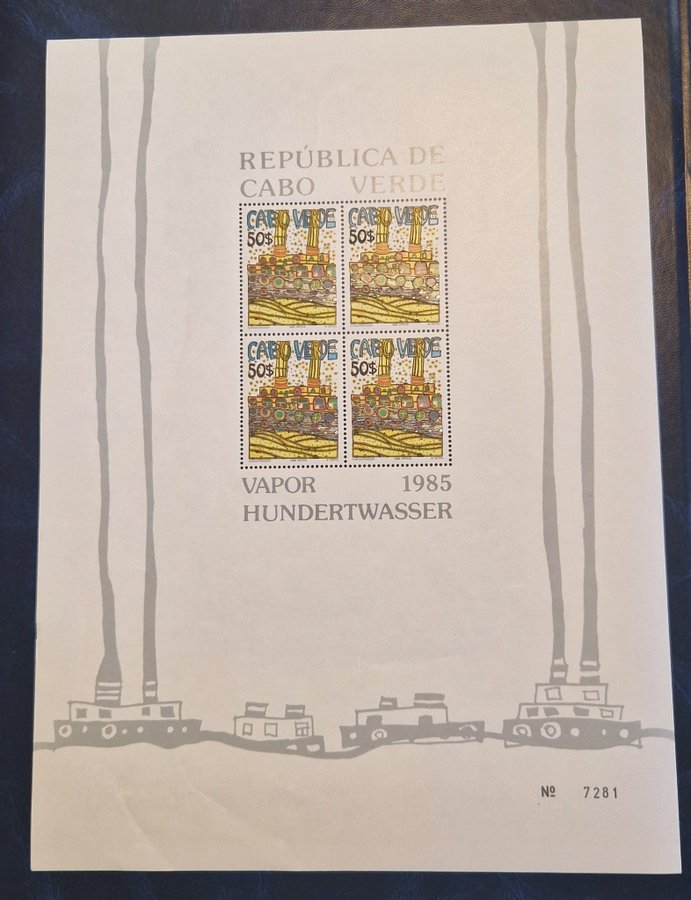 REPÚBLICA DE
CABO VERDE
CABO VERDE
50$
CABO VERDE
50$
CABO VERDE
50$
CABO VERDE
50$
VAPOR 1985
HUNDERTWASSER
Nº 7281